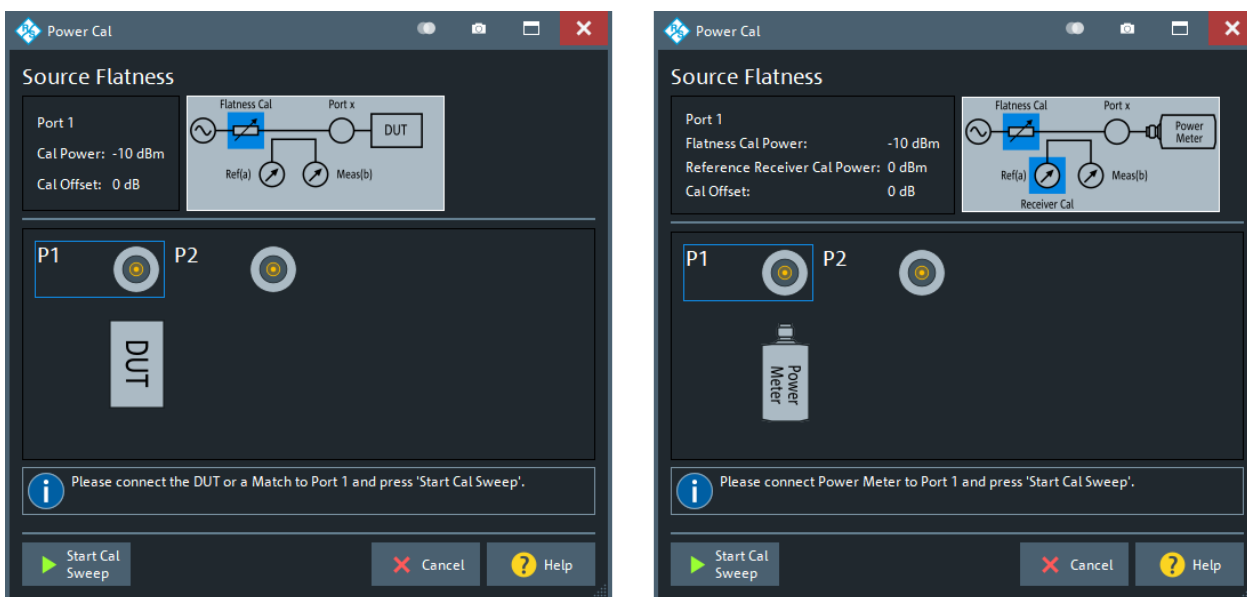 Power Cal
Source Flatness
Port 1
Cal Power: -10 dBm
Cal Offset: 0 dB
Flatness Cal
Port x
DUT
Ref(a)
Meas(b)
P1
P2
DUT
Please connect the DUT or a Match to Port 1 and press 'Start Cal Sweep'.
Start Cal
Sweep
Cancel
? Help
Power Cal
Source Flatness
Port 1
Flatness Cal Power: -10 dBm
Reference Receiver Cal Power: 0 dBm
Cal Offset: 0 dB
Flatness Cal
Port x
Power
Meter
Ref(a)
Meas(b)
Receiver Cal
P1
P2
Power
Meter
Please connect Power Meter to Port 1 and press 'Start Cal Sweep'.
Start Cal
Sweep
Cancel
? Help